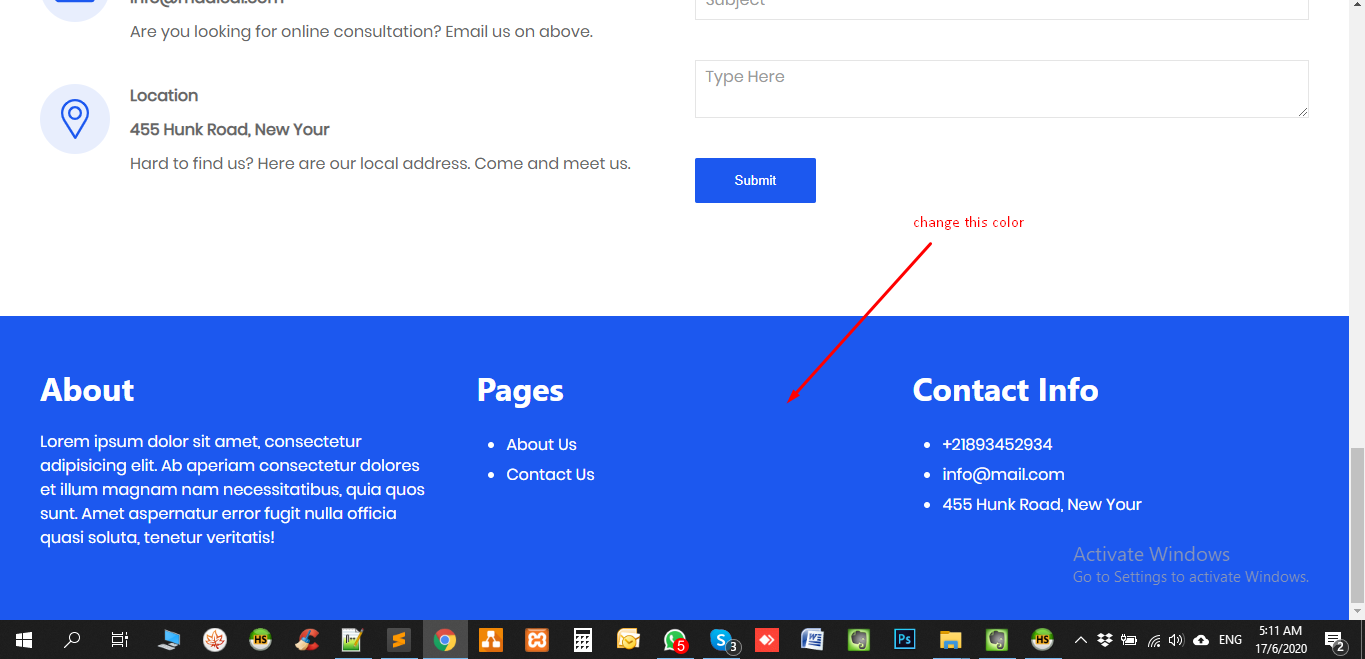 info@madical.com
Are you looking for online consultation? Email us on above.
Subject
Type Here
Location
455 Hunk Road, New Your
Hard to find us? Here are our local address. Come and meet us.
Submit
change this color
About
Lorem ipsum dolor sit amet, consectetur
adipisicing elit. Ab aperiam consectetur dolores
et illum magnam nam necessitatibus, quia quos
sunt. Amet aspernatur error fugit nulla officia
quasi soluta, tenetur veritatis!
Pages
About Us
Contact Us
Contact Info
+21893452934
info@mail.com
455 Hunk Road, New Your
Activate Windows
Go to Settings to activate Windows.
HS
5
S
3
W
Ps
HS
ENG
5:11 AM
17/6/2020
2